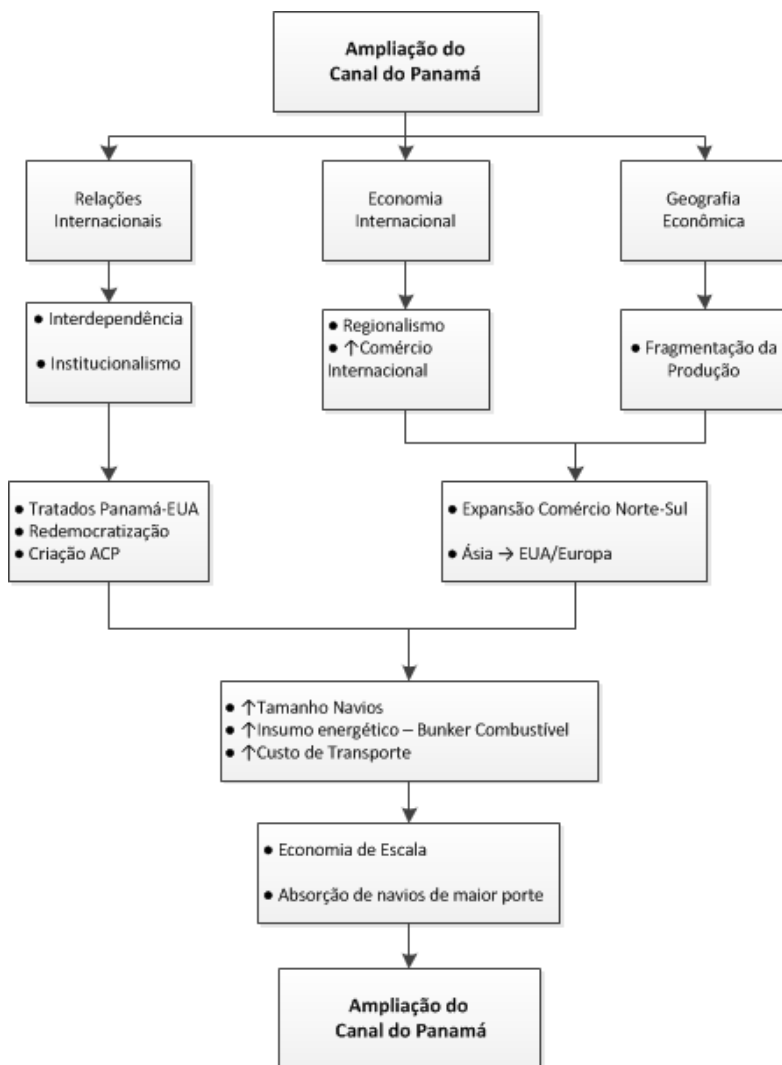 Ampliação do
Canal do Panamá
Relações
Internacionais
Economia
Internacional
Geografia
Econômica
● Interdependência
● Institucionalismo
● Regionalismo
● ↑Comércio
Internacional
● Fragmentação da
Produção
● Tratados Panamá-EUA
● Redemocratização
● Criação ACP
● Expansão Comércio Norte-Sul
● Ásia → EUA/Europa
● ↑Tamanho Navios
● ↑Insumo energético – Bunker Combustível
● ↑Custo de Transporte
● Economia de Escala
● Absorção de navios de maior porte
Ampliação do
Canal do Panamá